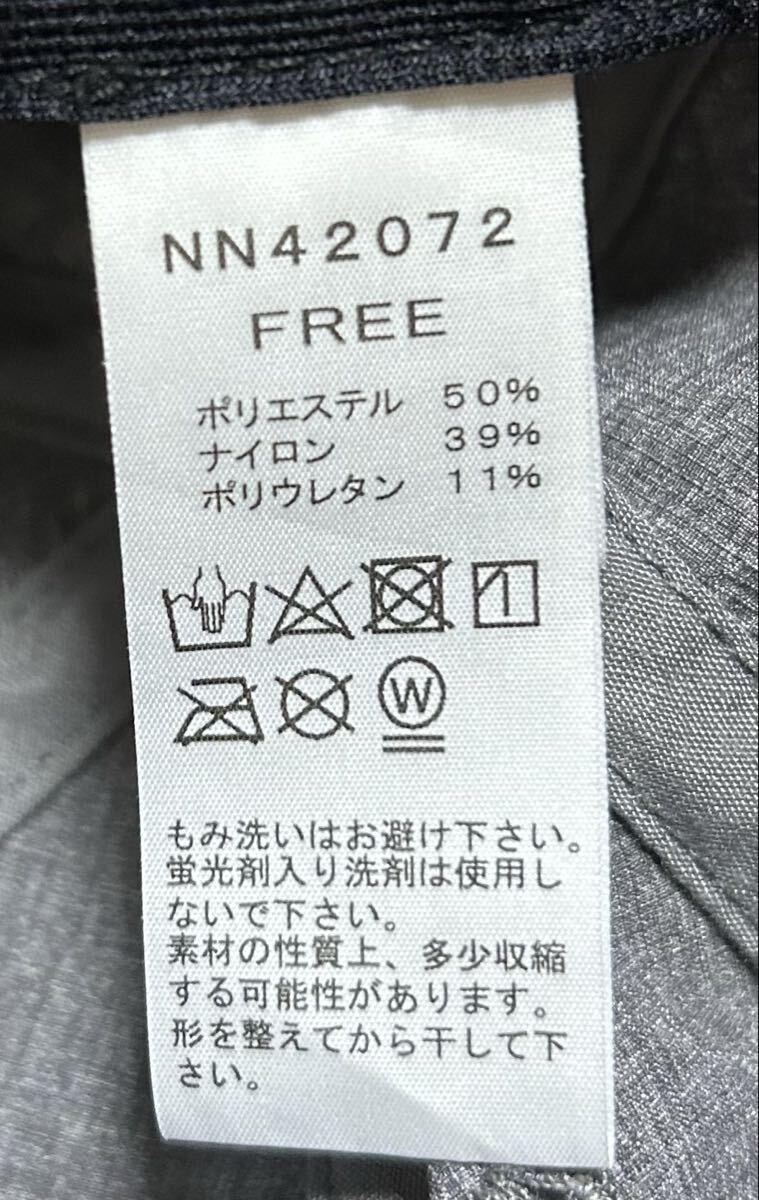 NN42072
FREE
ポリエステル 50%
ナイロン 39%
ポリウレタン 11%
W
もみ洗いはお避け下さい。
蛍光剤入り洗剤は使用し
ないで下さい。
素材の性質上、多少収縮
する可能性があります。
形を整えてから干して下
さい。